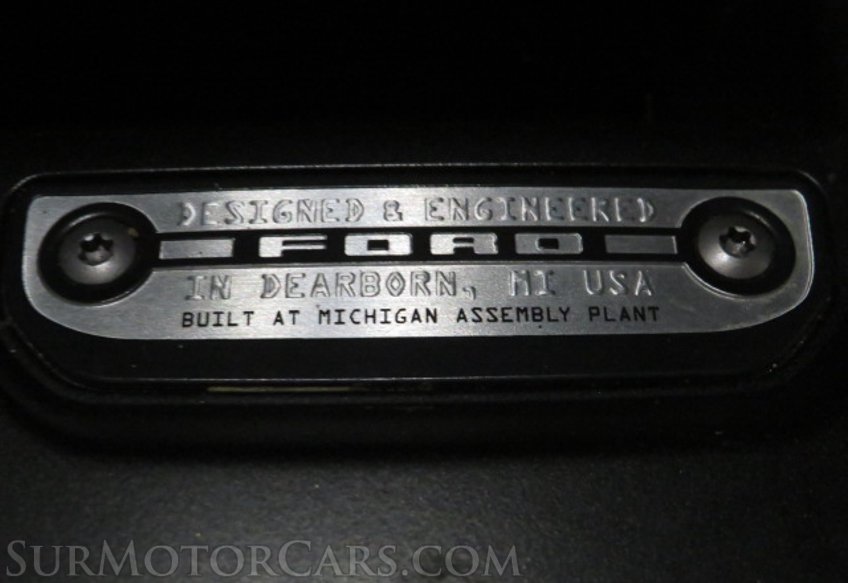 DESIGNED & ENGINEERED
FORD
IN DEARBORN, MI USA
BUILT AT MICHIGAN ASSEMBLY PLANT
SURMOTORCARS.COM